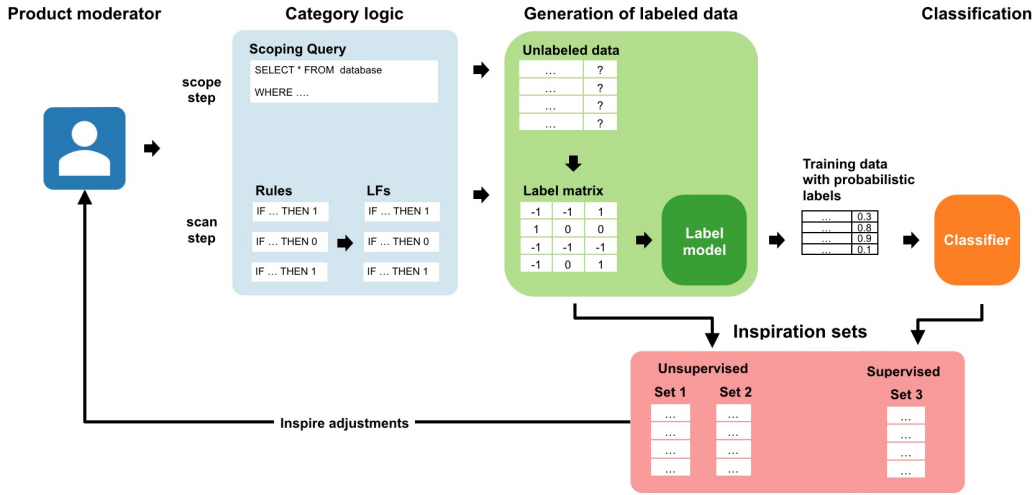 Product moderator
Category logic
Generation of labeled data
Classification
scope
step
Scoping Query
SELECT * FROM database
WHERE ....
Unlabeled data
... ?
... ?
... ?
... ?
scan
step
Rules
IF ... THEN 1
IF ... THEN 0
IF ... THEN 1
LFs
IF ... THEN 1
IF ... THEN 0
IF ... THEN 1
Label matrix
-1 -1 1
1 0 0
-1 -1 -1
-1 0 1
Label
model
Training data
with probabilistic
labels
... 0.3
... 0.8
... 0.9
... 0.1
Classifier
Inspiration sets
Unsupervised
Set 1
...
...
...
...
Set 2
...
...
...
...
Supervised
Set 3
...
...
...
...
Inspire adjustments